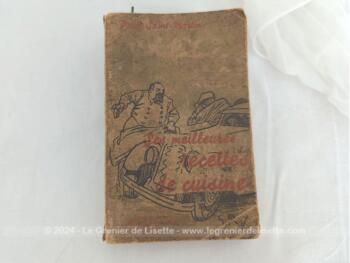 Les meilleures
recettes
de cuisine
© 2024 - Le Grenier de Lisette - www.legrenierdelisette.com